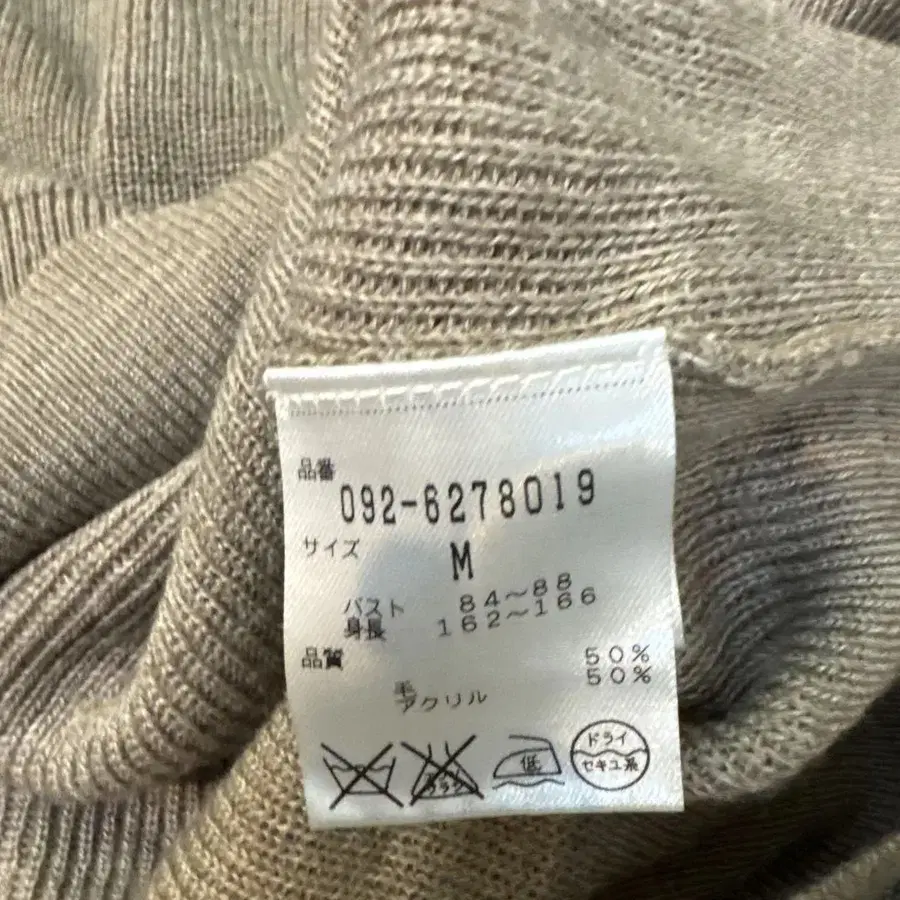 品番
092-6278019
サイズ
M
バスト 84～88
身長 162～166
品質
毛 50%
アクリル 50%
低
ドライ
セキユ系